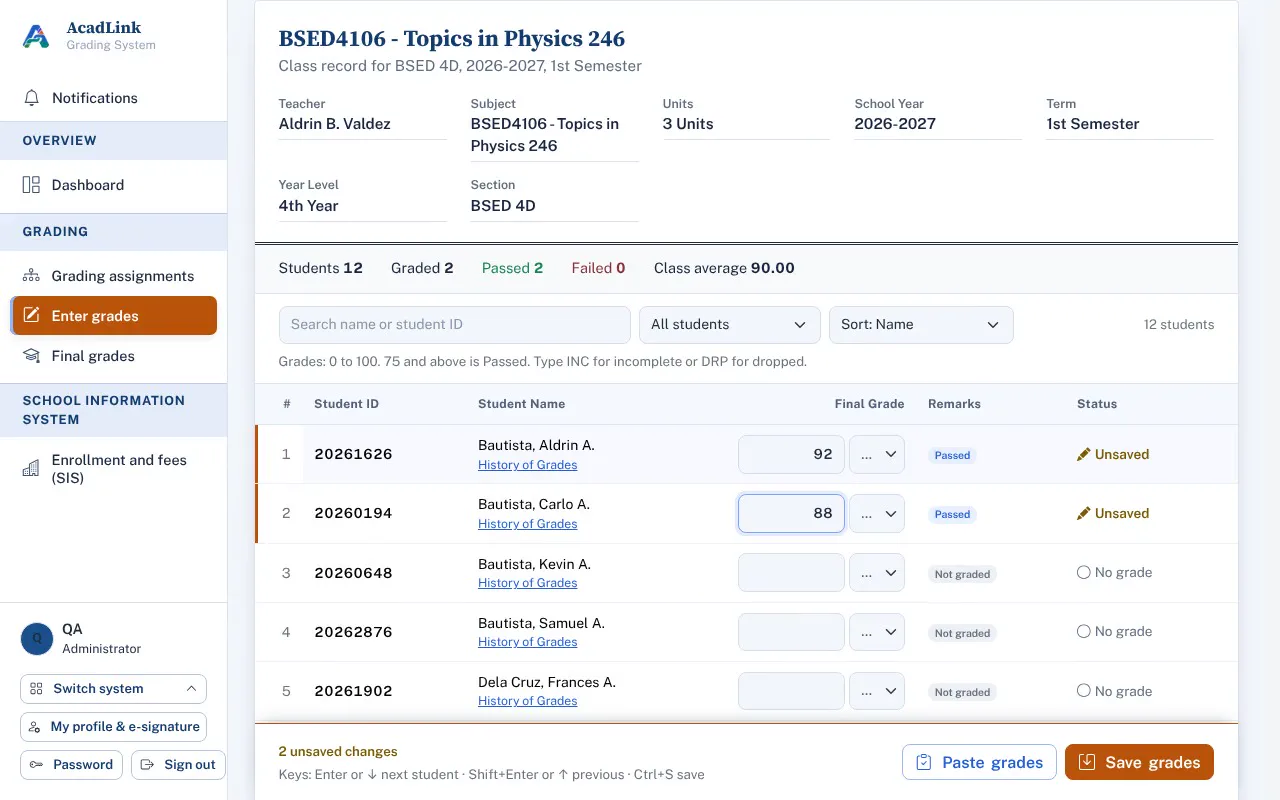 AcadLink
Grading System
Notifications
OVERVIEW
Dashboard
GRADING
Grading assignments
Enter grades
Final grades
SCHOOL INFORMATION
SYSTEM
Enrollment and fees
(SIS)
Q
QA
Administrator
Switch system
My profile & e-signature
Password
Sign out
BSED4106 - Topics in Physics 246
Class record for BSED 4D, 2026-2027, 1st Semester
Teacher
Aldrin B. Valdez
Subject
BSED4106 - Topics in
Physics 246
Units
3 Units
School Year
2026-2027
Term
1st Semester
Year Level
4th Year
Section
BSED 4D
Students 12 Graded 2 Passed 2 Failed 0 Class average 90.00
Search name or student ID All students Sort: Name 12 students
Grades: 0 to 100. 75 and above is Passed. Type INC for incomplete or DRP for dropped.
# Student ID Student Name Final Grade Remarks Status
1 20261626 Bautista, Aldrin A. 92 ... Passed Unsaved
History of Grades
2 20260194 Bautista, Carlo A. 88 ... Passed Unsaved
History of Grades
3 20260648 Bautista, Kevin A. ... Not graded No grade
History of Grades
4 20262876 Bautista, Samuel A. ... Not graded No grade
History of Grades
5 20261902 Dela Cruz, Frances A. ... Not graded No grade
History of Grades
2 unsaved changes
Keys: Enter or ↓ next student · Shift+Enter or ↑ previous · Ctrl+S save
Paste grades
Save grades